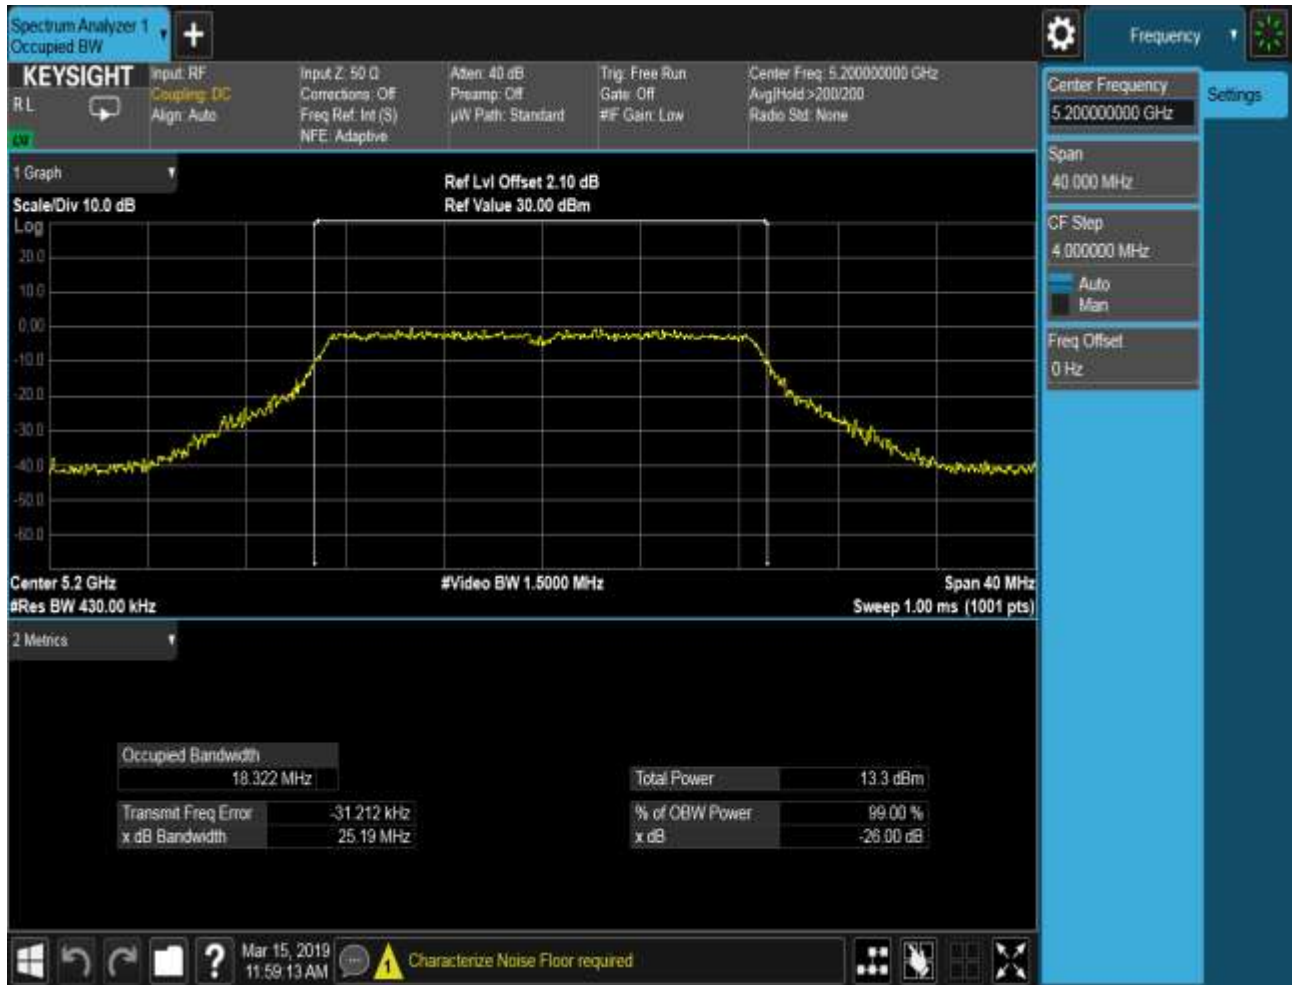 Spectrum Analyzer 1
Occupied BW
Frequency
KEYSIGHT
R L
Input: RF
Coupling: DC
Align: Auto
Input Z: 50 Ω
Corrections: Off
Freq Ref: Int (S)
NFE: Adaptive
Atten: 40 dB
Preamp: Off
µW Path: Standard
Trig: Free Run
Gate: Off
#IF Gain: Low
Center Freq: 5.200000000 GHz
Avg|Hold:>200/200
Radio Std: None
Center Frequency
5.200000000 GHz
Settings
Span
40.000 MHz
CF Step
4.000000 MHz
Auto
Man
Freq Offset
0 Hz
1 Graph
Scale/Div 10.0 dB
Ref Lvl Offset 2.10 dB
Ref Value 30.00 dBm
Log
20.0
10.0
0.00
-10.0
-20.0
-30.0
-40.0
-50.0
-60.0
Center 5.2 GHz
#Video BW 1.5000 MHz
Span 40 MHz
#Res BW 430.00 kHz
Sweep 1.00 ms (1001 pts)
2 Metrics
Occupied Bandwidth
18.322 MHz
Total Power 13.3 dBm
Transmit Freq Error -31.212 kHz
% of OBW Power 99.00 %
x dB Bandwidth 25.19 MHz
x dB -26.00 dB
?
Mar 15, 2019
11:59:13 AM
1
Characterize Noise Floor required